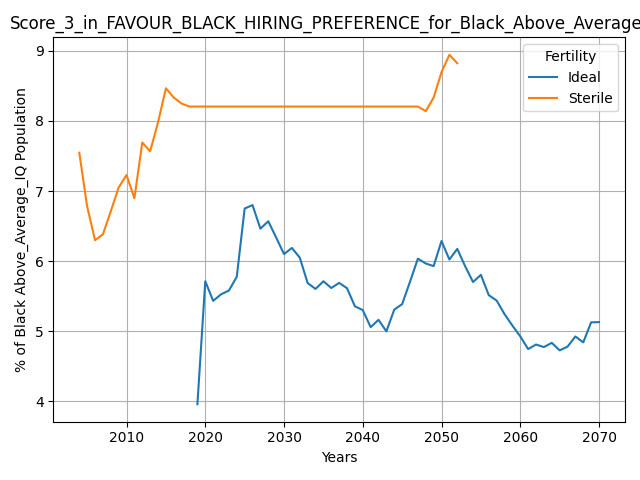 Score_3_in_FAVOUR_BLACK_HIRING_PREFERENCE_for_Black_Above_Average
9
8
7
6
5
4
% of Black Above_Average_IQ Population
Fertility
Ideal
Sterile
2010 2020 2030 2040 2050 2060 2070
Years